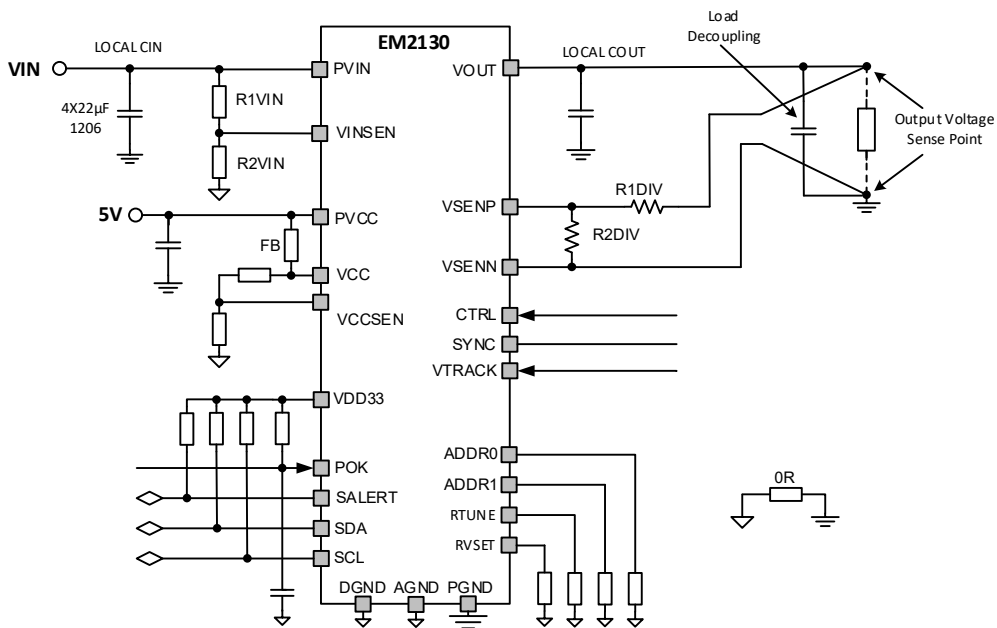 Load
Decoupling
EM2130
LOCAL CIN
LOCAL COUT
VIN
PVIN
VOUT
R1VIN
4X22µF
1206
Output Voltage
Sense Point
VINSEN
R2VIN
R1DIV
5V
PVCC
VSENP
FB
R2DIV
VCC
VSENN
VCCSEN
CTRL
SYNC
VTRACK
VDD33
ADDR0
POK
0R
ADDR1
SALERT
RTUNE
SDA
RVSET
SCL
DGND
AGND
PGND